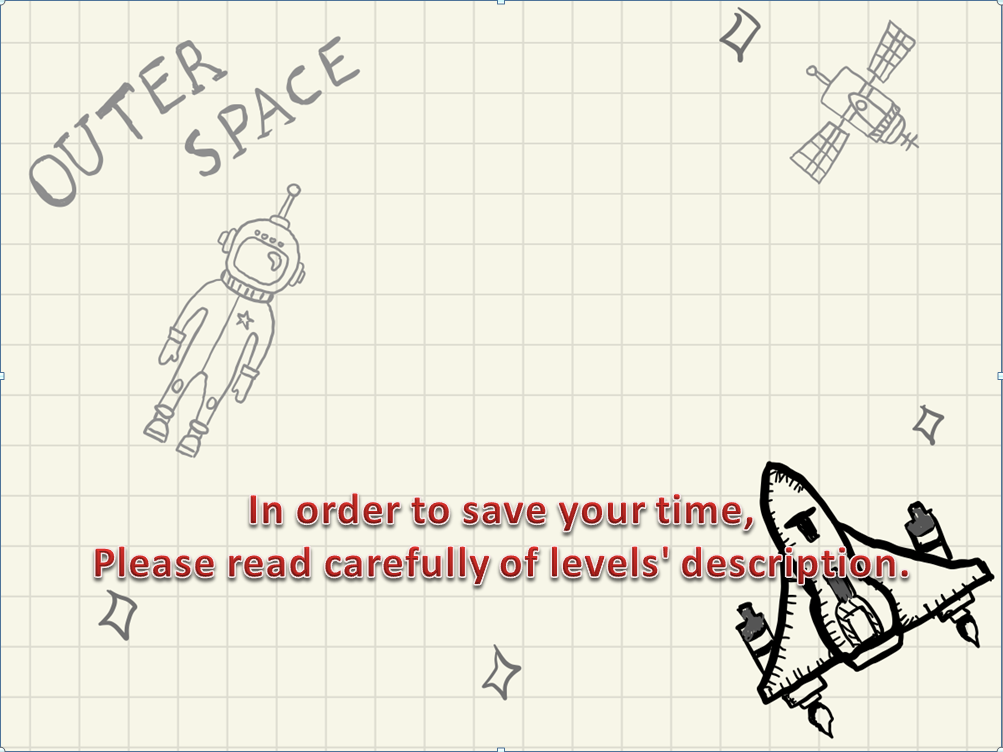 OUTER
SPACE
In order to save your time,
Please read carefully of levels' description.